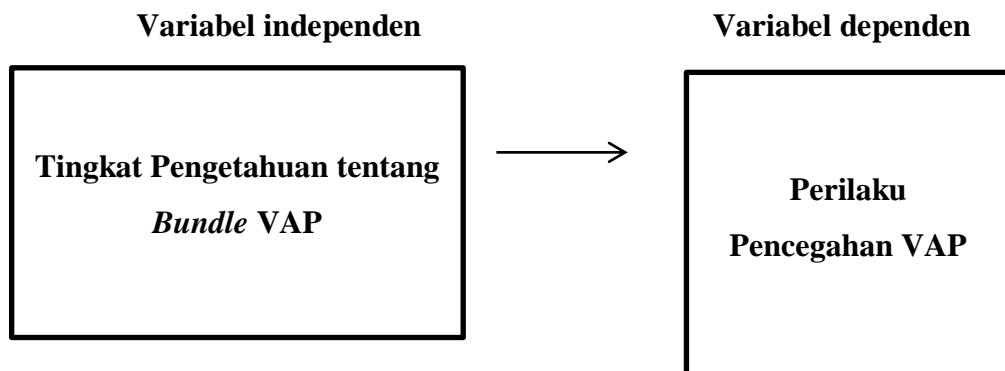 Variabel independen
Variabel dependen
Tingkat Pengetahuan tentang
Bundle VAP
Perilaku
Pencegahan VAP